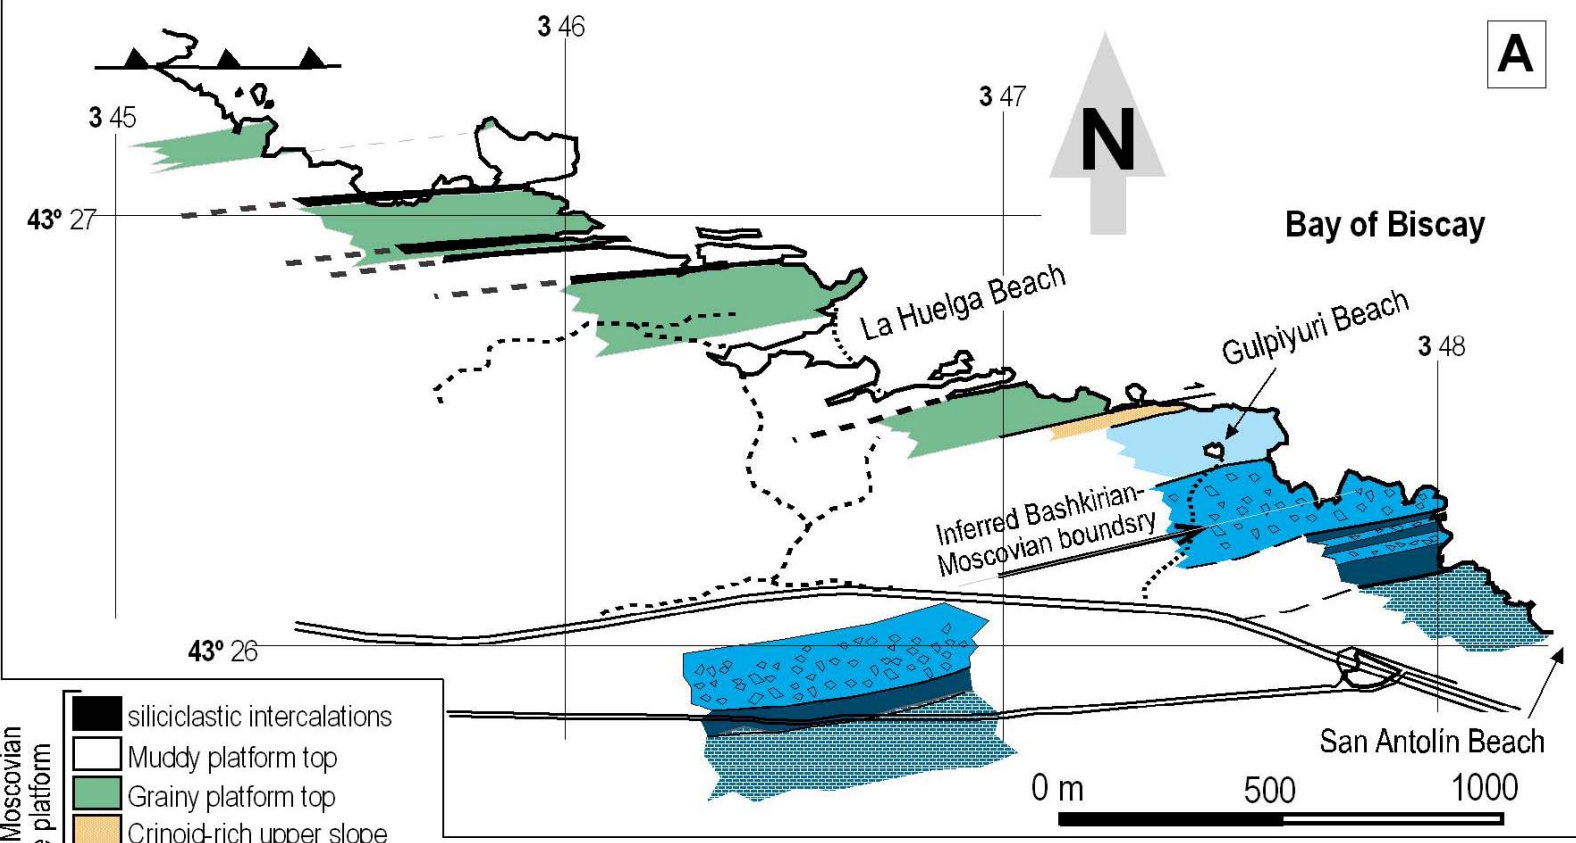 A
3 46
3 47
3 45
N
43º 27
Bay of Biscay
La Huelga Beach
Gulpiyuri Beach
3 48
Inferred Bashkirian-
Moscovian boundsry
43º 26
San Antolín Beach
0 m 500 1000
Moscovian
platform
siliciclastic intercalations
Muddy platform top
Grainy platform top
Crinoid-rich upper slope